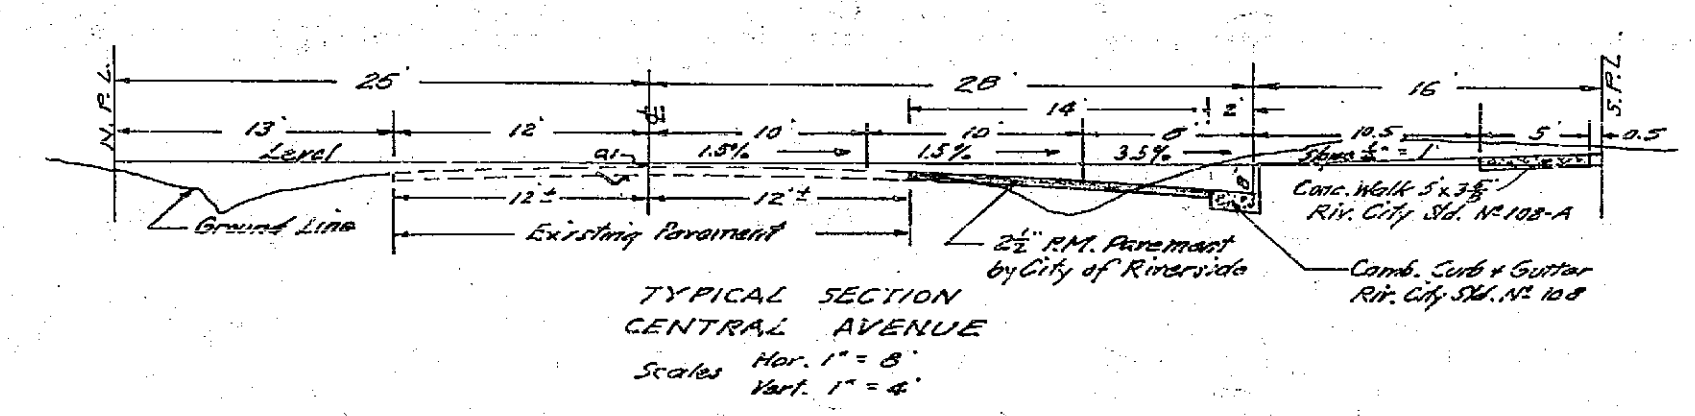 N. P. L.
25'
28'
16'
S. P. L.
14'
2'
13'
12'
10'
10'
8'
10.5
5'
0.5
Level
1.5%
1.5%
3.5%
Slope ¼" = 1'
8"
12' ±
12' ±
Ground Line
Existing Pavement
2½" P.M. Pavement
by City of Riverside
Conc. Walk 5' x 3⅝"
Riv. City Std. Nº 102-A
Comb. Curb & Gutter
Riv. City Std. Nº 108
TYPICAL SECTION
CENTRAL AVENUE
Scales
Hor. 1" = 8'
Vert. 1" = 4'